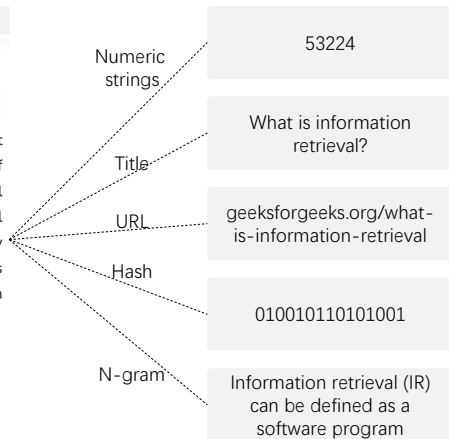 Numeric
strings
53224
Title
What is information
retrieval?
URL
geeksforgeeks.org/what-
is-information-retrieval
Hash
010010110101001
N-gram
Information retrieval (IR)
can be defined as a
software program